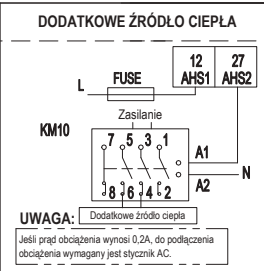 DODATKOWE ŹRÓDŁO CIEPŁA
12 27
AHS1 AHS2
L FUSE
Zasilanie
KM10
7 5 3 1
A1
N
A2
8 6 4 2
UWAGA: Dodatkowe źródło ciepła
Jeśli prąd obciążenia wynosi 0,2A, do podłączenia
obciążenia wymagany jest stycznik AC.